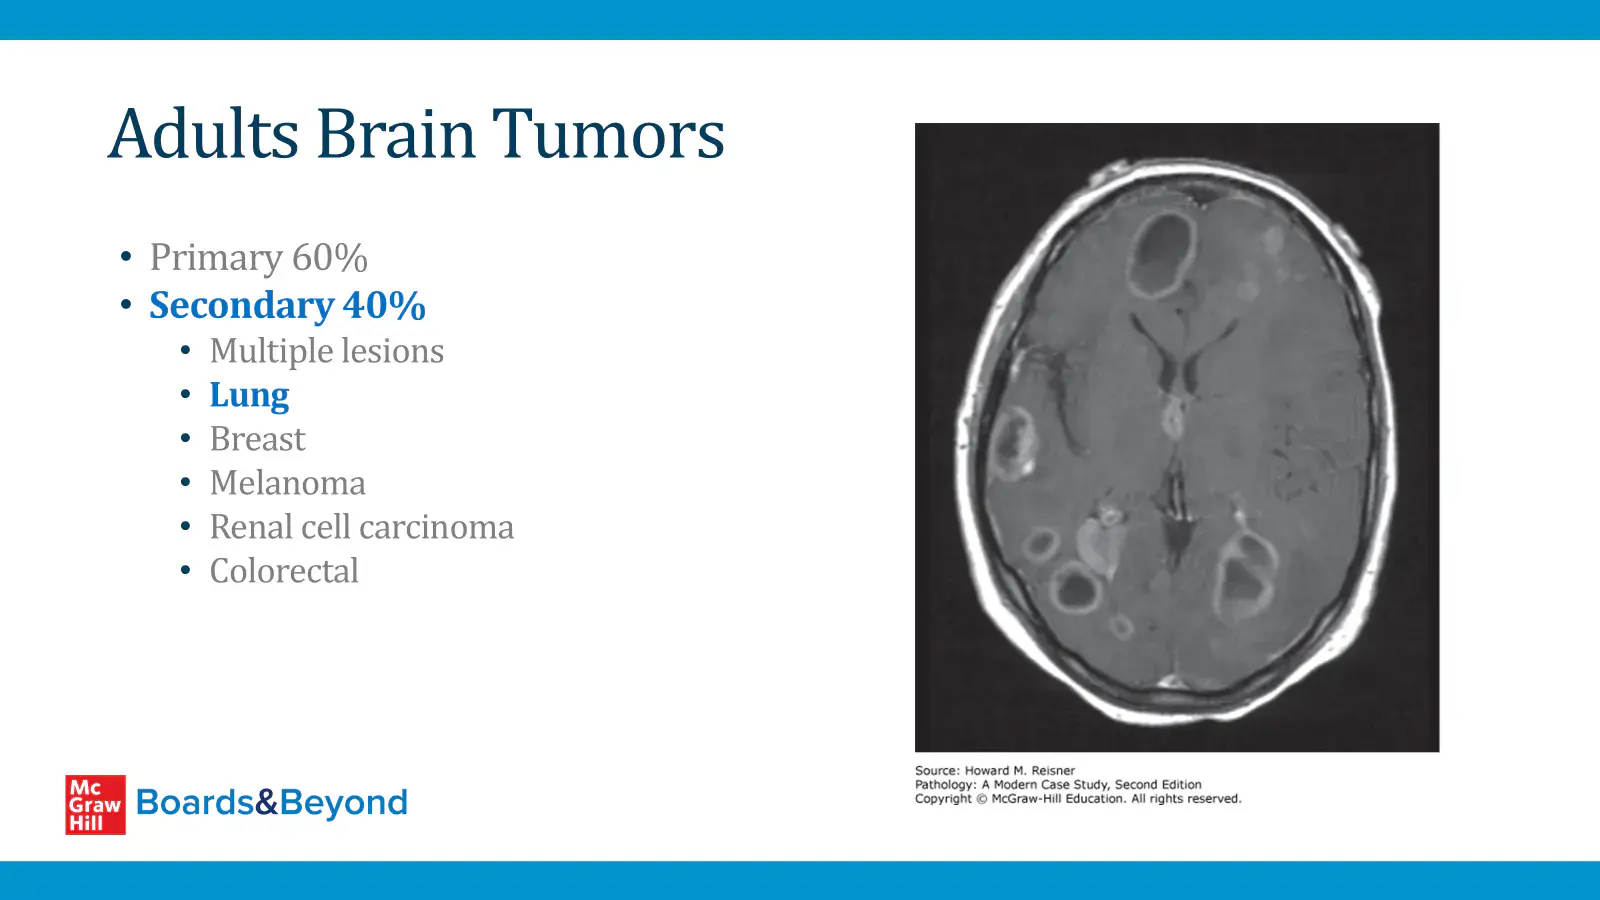 Adults Brain Tumors
• Primary 60%
• Secondary 40%
• Multiple lesions
• Lung
• Breast
• Melanoma
• Renal cell carcinoma
• Colorectal
Source: Howard M. Reisner
Pathology: A Modern Case Study, Second Edition
Copyright © McGraw-Hill Education. All rights reserved.
Mc
Graw
Hill
Boards&Beyond